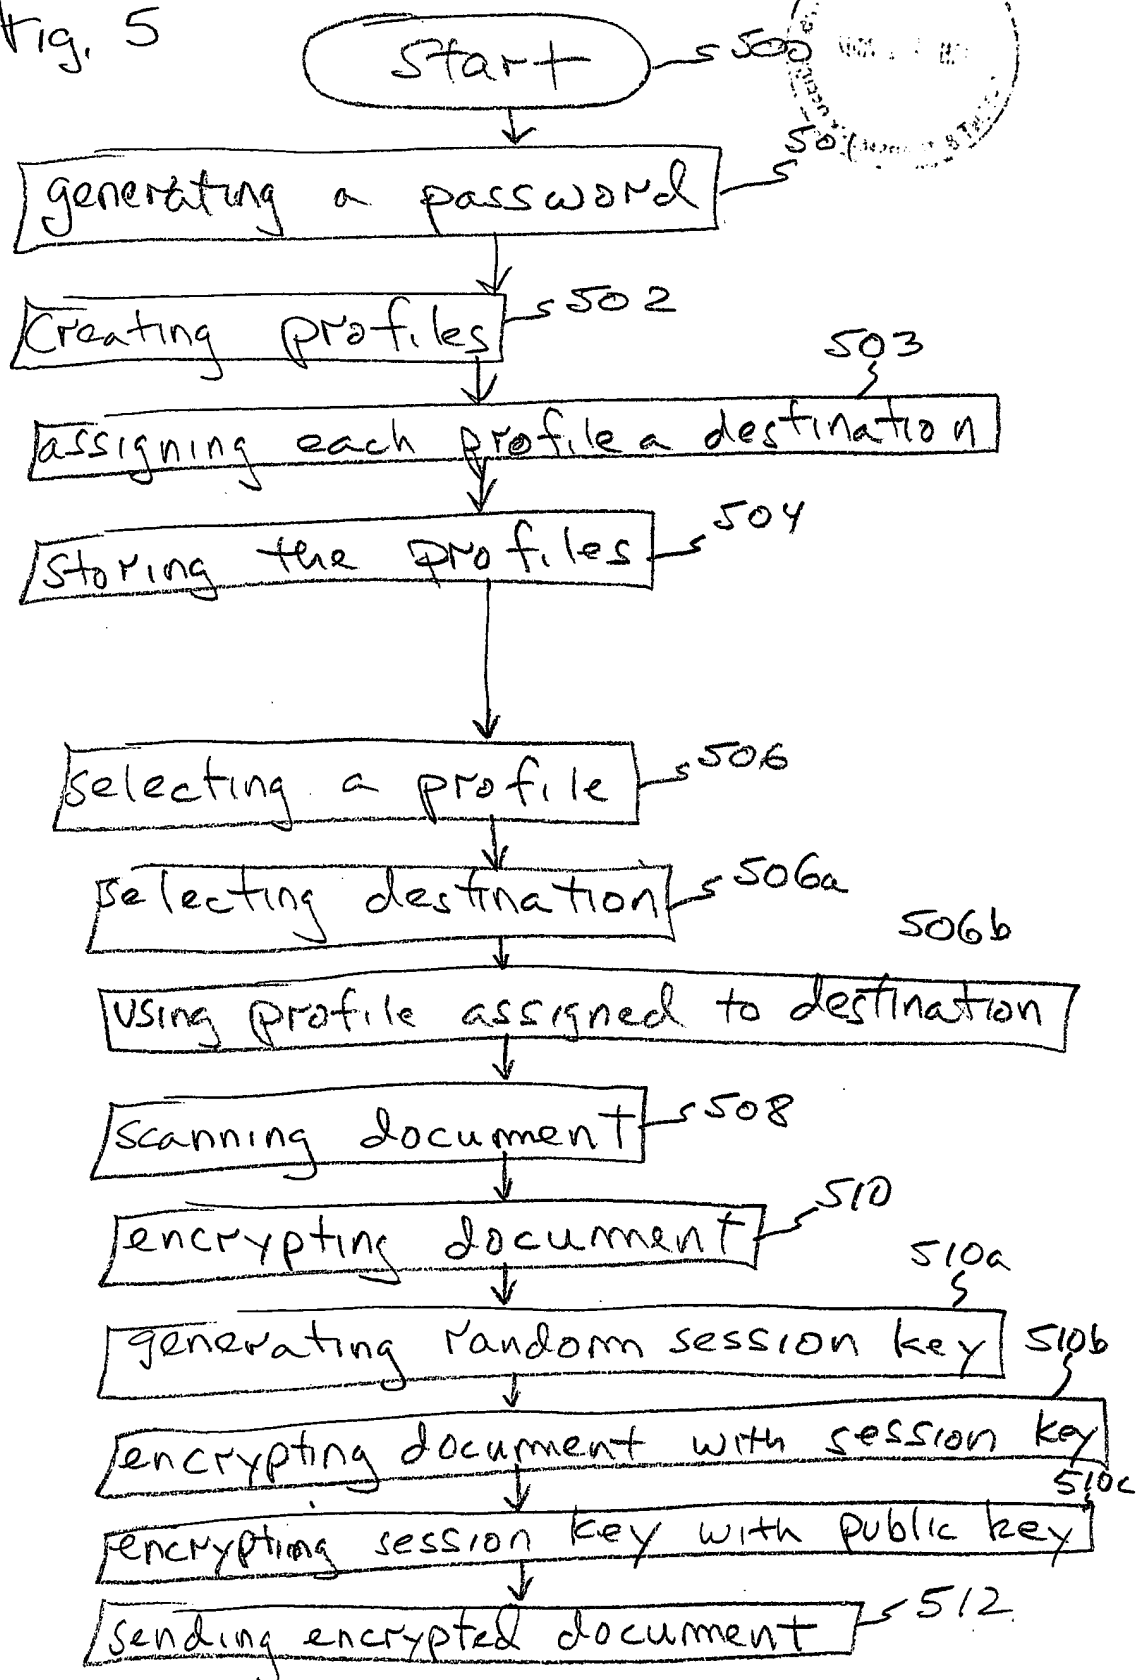 Fig. 5
Start 500
501
generating a password
502
Creating profiles
503
assigning each profile a destination
504
storing the profiles
506
selecting a profile
506a
selecting destination
506b
using profile assigned to destination
508
scanning document
510
encrypting document
510a
generating random session key
510b
encrypting document with session key
510c
encrypting session key with public key
512
sending encrypted document